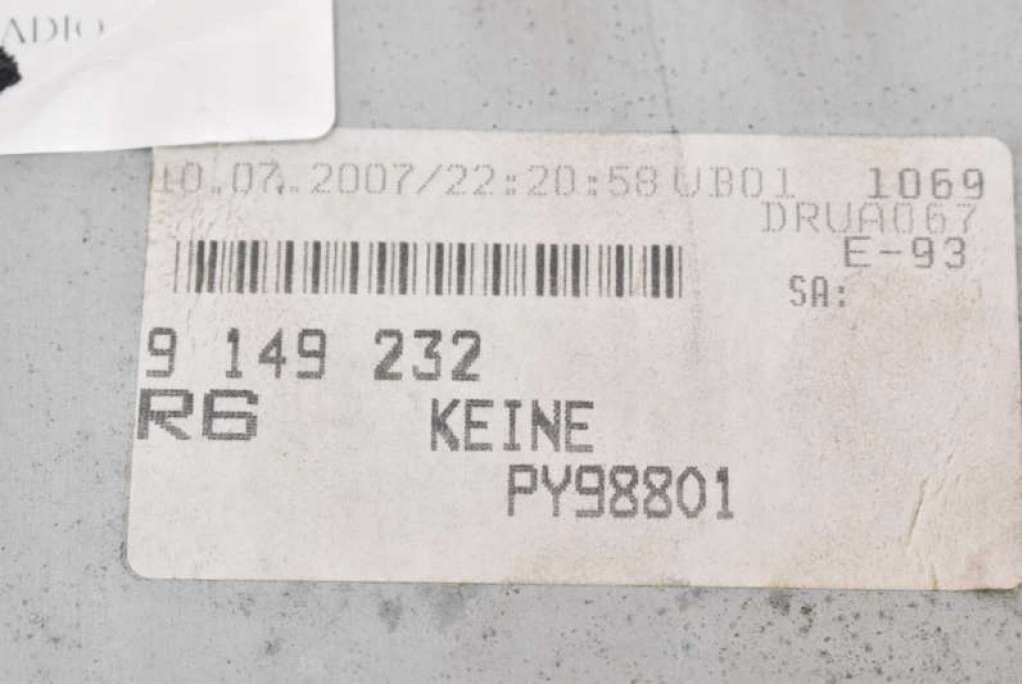 ADIO
10.07.2007/22:20:58 UB01 1069
DRUA067
E-93
SA:
9 149 232
R6 KEINE
PY98801